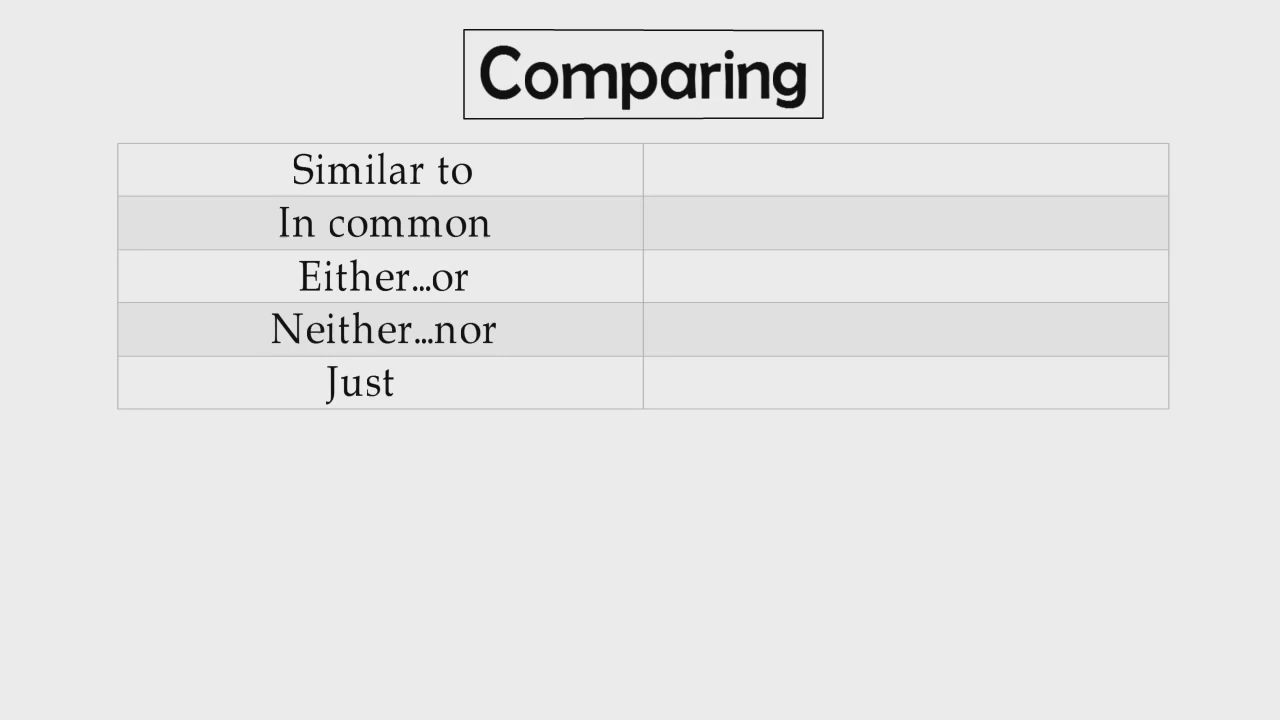 Comparing
Similar to
In common
Either...or
Neither...nor
Just